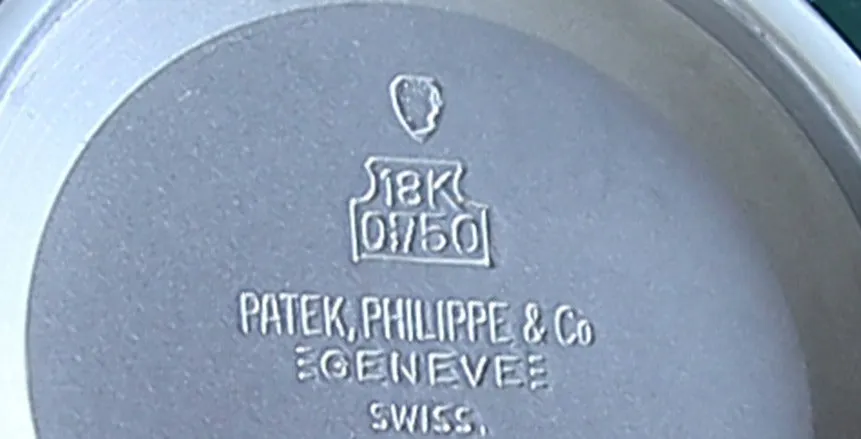 18K
0,750
PATEK, PHILIPPE & Co
GENEVE
SWISS.